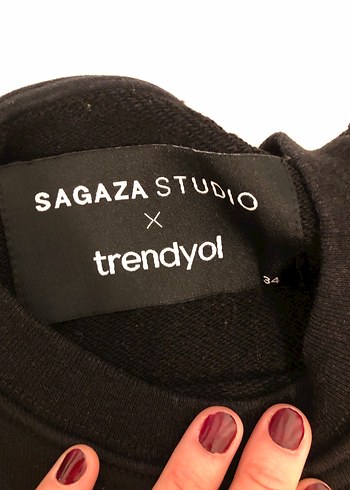 SAGAZA STUDIO
×
trendyol
34